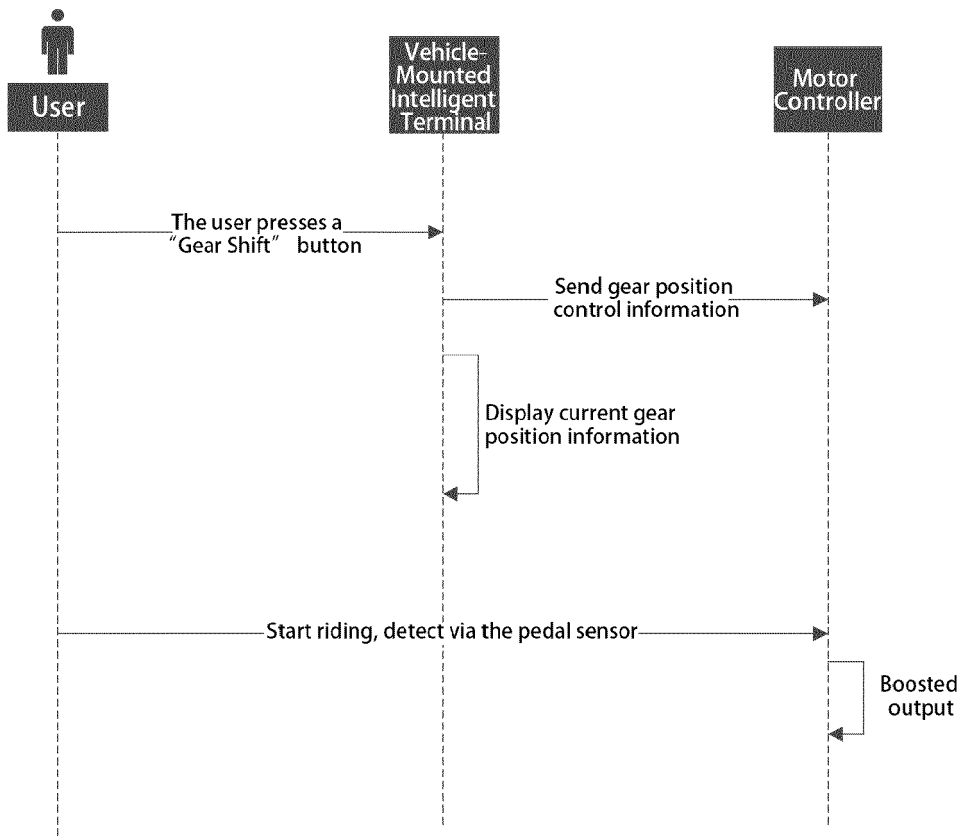 User
Vehicle-
Mounted
Intelligent
Terminal
Motor
Controller
The user presses a
“Gear Shift” button
Send gear position
control information
Display current gear
position information
Start riding, detect via the pedal sensor
Boosted
output